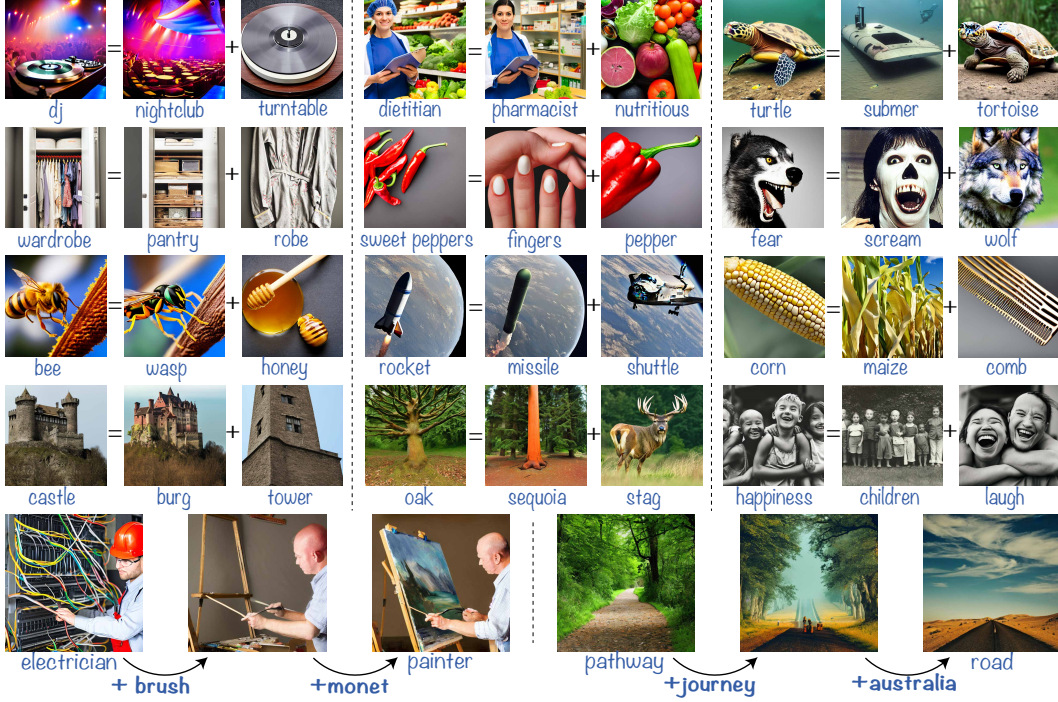 dj = nightclub + turntable
dietitian = pharmacist + nutritious
turtle = submer + tortoise
wardrobe = pantry + robe
sweet peppers = fingers + pepper
fear = scream + wolf
bee = wasp + honey
rocket = missile + shuttle
corn = maize + comb
castle = burg + tower
oak = sequoia + stag
happiness = children + laugh
electrician + brush +monet painter
pathway +journey +australia road